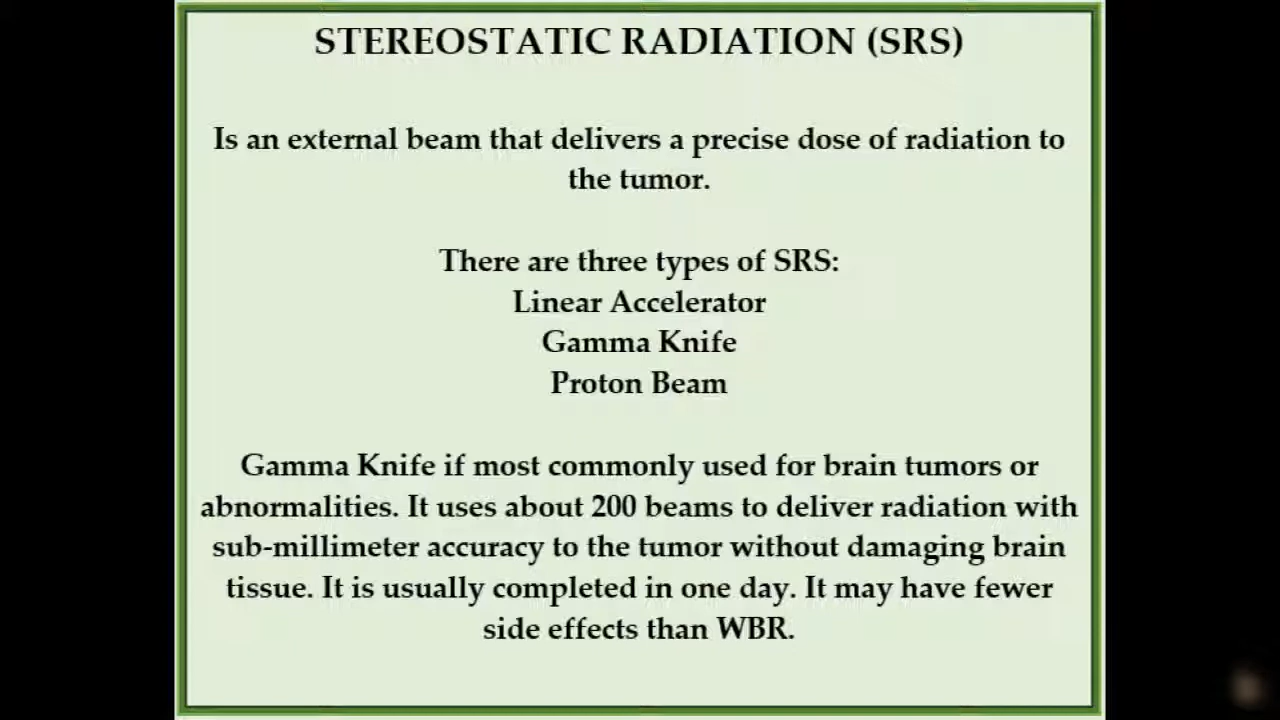 STEREOSTATIC RADIATION (SRS)
Is an external beam that delivers a precise dose of radiation to
the tumor.
There are three types of SRS:
Linear Accelerator
Gamma Knife
Proton Beam
Gamma Knife if most commonly used for brain tumors or
abnormalities. It uses about 200 beams to deliver radiation with
sub-millimeter accuracy to the tumor without damaging brain
tissue. It is usually completed in one day. It may have fewer
side effects than WBR.